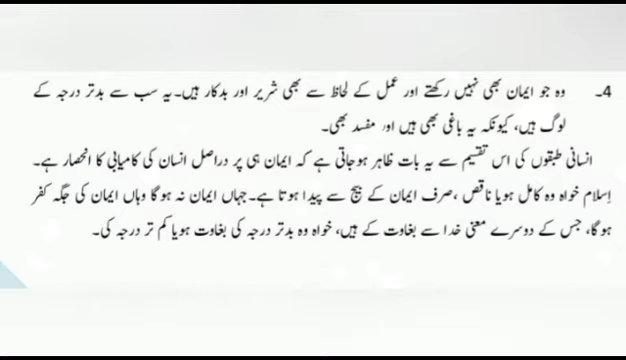 4۔ وہ جو ایمان بھی نہیں رکھتے اور عمل کے لحاظ سے بھی شریر اور بدکار ہیں۔ یہ سب سے بدتر درجہ کے
لوگ ہیں، کیونکہ یہ باغی بھی ہیں اور مفسد بھی۔
انسانی طبقوں کی اس تقسیم سے یہ بات ظاہر ہوجاتی ہے کہ ایمان ہی پر دراصل انسان کی کامیابی کا انحصار ہے۔
اِسلام خواہ وہ کامل ہو یا ناقص، صرف ایمان کے بیج سے پیدا ہوتا ہے۔ جہاں ایمان نہ ہوگا وہاں ایمان کی جگہ کفر
ہوگا، جس کے دوسرے معنی خدا سے بغاوت کے ہیں، خواہ وہ بدتر درجہ کی بغاوت ہو یا کم تر درجہ کی۔